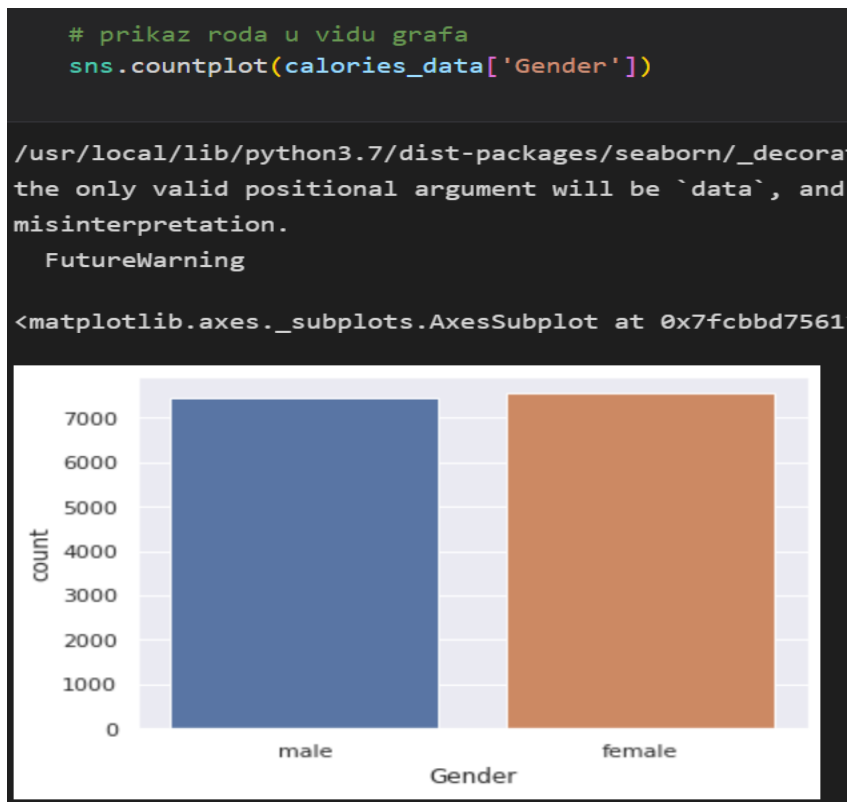 # prikaz roda u vidu grafa
sns.countplot(calories_data['Gender'])
/usr/local/lib/python3.7/dist-packages/seaborn/_decora
the only valid positional argument will be `data`, and
misinterpretation.
FutureWarning
<matplotlib.axes._subplots.AxesSubplot at 0x7fcbbd7561
7000
6000
5000
4000
3000
2000
1000
0
count
male female
Gender